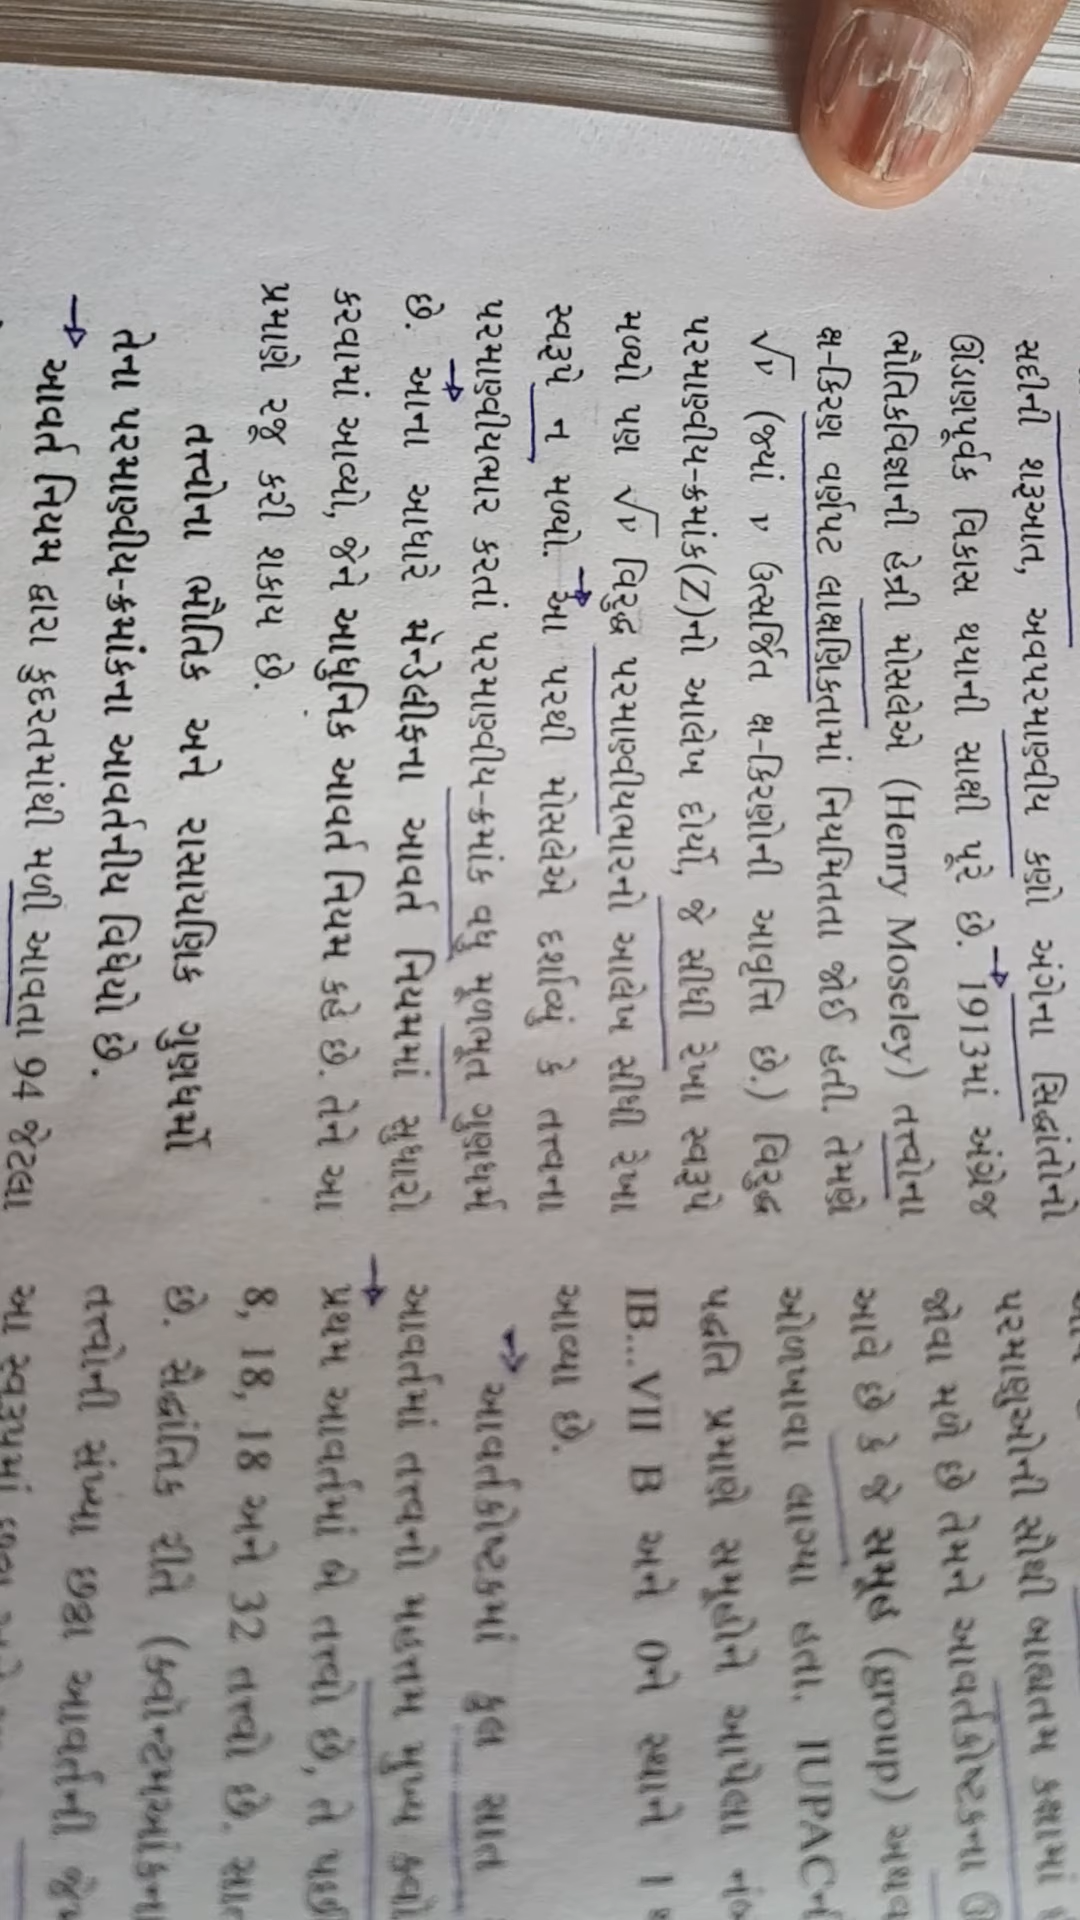 સદીની શરૂઆત, અવપરમાણ્વીય કણો અંગેના સિદ્ધાંતોનો
ઊંડાણપૂર્વક વિકાસ થયાની સાક્ષી પૂરે છે. 1913માં અંગ્રેજ
ભૌતિકવિજ્ઞાની હેન્રી મોસલેએ (Henry Moseley) તત્ત્વોના
ક્ષ-કિરણ વર્ણપટ લાક્ષણિકતામાં નિયમિતતા જોઈ હતી. તેમણે
√ν (જ્યાં ν ઉત્સર્જિત ક્ષ-કિરણોની આવૃત્તિ છે.) વિરુદ્ધ
પરમાણ્વીય-ક્રમાંક(Z)નો આલેખ દોર્યો, જે સીધી રેખા સ્વરૂપે
મળ્યો પણ √ν વિરુદ્ધ પરમાણ્વીયભારનો આલેખ સીધી રેખા
સ્વરૂપે ન મળ્યો. આ પરથી મોસલેએ દર્શાવ્યું કે તત્ત્વના
પરમાણ્વીયભાર કરતાં પરમાણ્વીય-ક્રમાંક વધુ મૂળભૂત ગુણધર્મ
છે. આના આધારે મેન્ડેલીફના આવર્ત નિયમમાં સુધારો
કરવામાં આવ્યો, જેને આધુનિક આવર્ત નિયમ કહે છે. તેને આ
પ્રમાણે રજૂ કરી શકાય છે.
તત્ત્વોના ભૌતિક અને રાસાયણિક ગુણધર્મો
તેના પરમાણ્વીય-ક્રમાંકના આવર્તનીય વિધેયો છે.
આવર્ત નિયમ દ્વારા કુદરતમાંથી મળી આવતા 94 જેટલા
પરમાણુઓની સૌથી બાહ્યતમ કક્ષામાં
જોવા મળે છે તેમને આવર્તકોષ્ટકના
આવે છે કે જે સમૂહ (group) અથવા
ઓળખાવા લાગ્યા હતા. IUPAC
પદ્ધતિ પ્રમાણે સમૂહોને આપેલા
IB....VII B અને 0ને સ્થાને 1
આવ્યા છે.
આવર્તકોષ્ટકમાં કુલ સાત
આવર્તમાં તત્ત્વનો મહત્તમ મુખ્ય
પ્રથમ આવર્તમાં બે તત્ત્વો છે, તે પછી
8, 18, 18 અને 32 તત્ત્વો છે.
છે. સૈદ્ધાંતિક રીતે
તત્ત્વોની સંખ્યા છઠ્ઠા આવર્તની
આ સ્વરૂપમાં